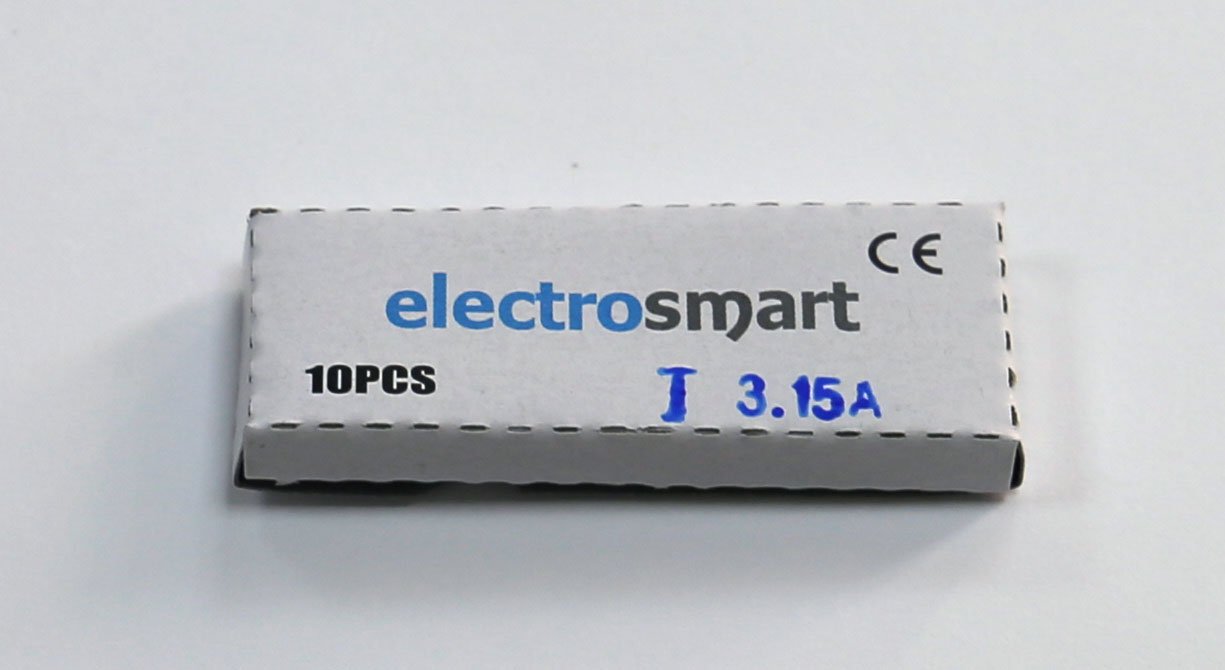 CE
electrosmart
10PCS T 3.15A